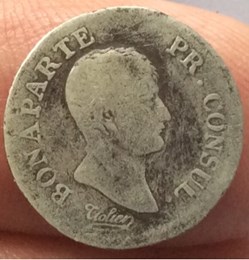 BONAPARTE
PR. CONSUL.
Tiolier